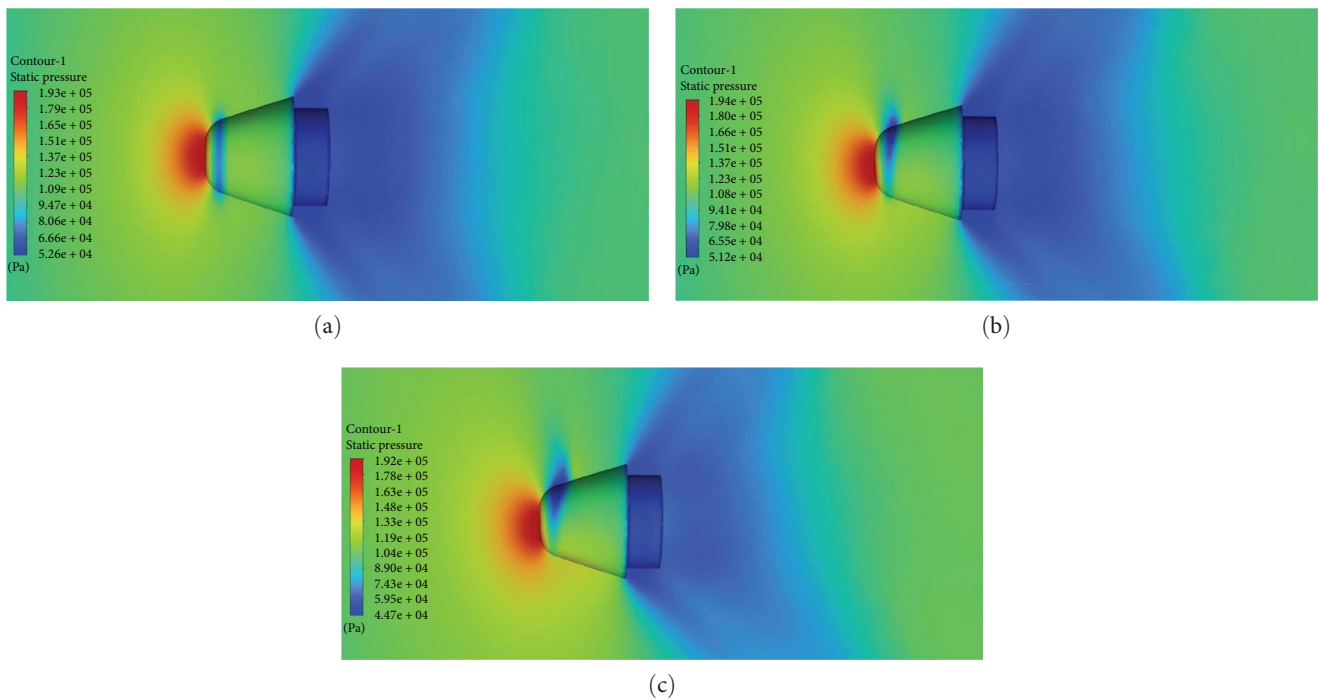 Contour-1
Static pressure
1.93e + 05
1.79e + 05
1.65e + 05
1.51e + 05
1.37e + 05
1.23e + 05
1.09e + 05
9.47e + 04
8.06e + 04
6.66e + 04
5.26e + 04
(Pa)
(a)
Contour-1
Static pressure
1.94e + 05
1.80e + 05
1.66e + 05
1.51e + 05
1.37e + 05
1.23e + 05
1.08e + 05
9.41e + 04
7.98e + 04
6.55e + 04
5.12e + 04
(Pa)
(b)
Contour-1
Static pressure
1.92e + 05
1.78e + 05
1.63e + 05
1.48e + 05
1.33e + 05
1.19e + 05
1.04e + 05
8.90e + 04
7.43e + 04
5.95e + 04
4.47e + 04
(Pa)
(c)